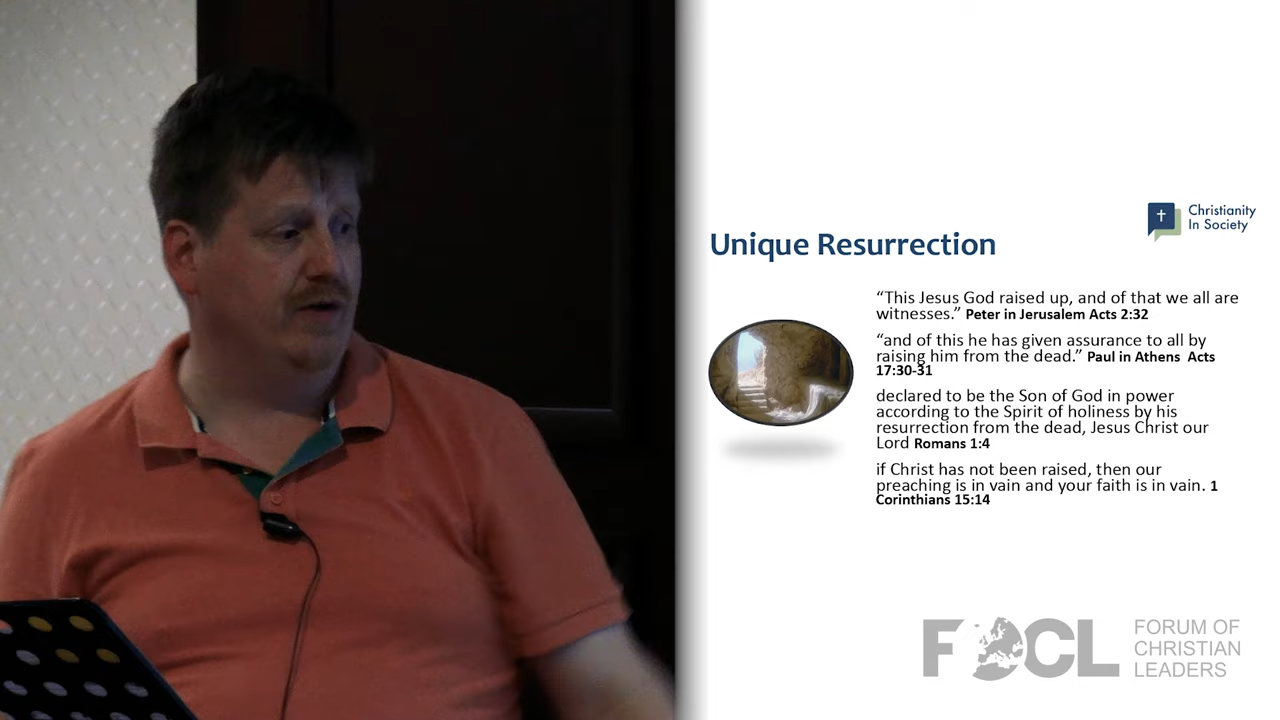 Christianity
In Society
Unique Resurrection
“This Jesus God raised up, and of that we all are
witnesses.” Peter in Jerusalem Acts 2:32
“and of this he has given assurance to all by
raising him from the dead.” Paul in Athens Acts
17:30-31
declared to be the Son of God in power
according to the Spirit of holiness by his
resurrection from the dead, Jesus Christ our
Lord Romans 1:4
if Christ has not been raised, then our
preaching is in vain and your faith is in vain. 1
Corinthians 15:14
FOCL
FORUM OF
CHRISTIAN
LEADERS